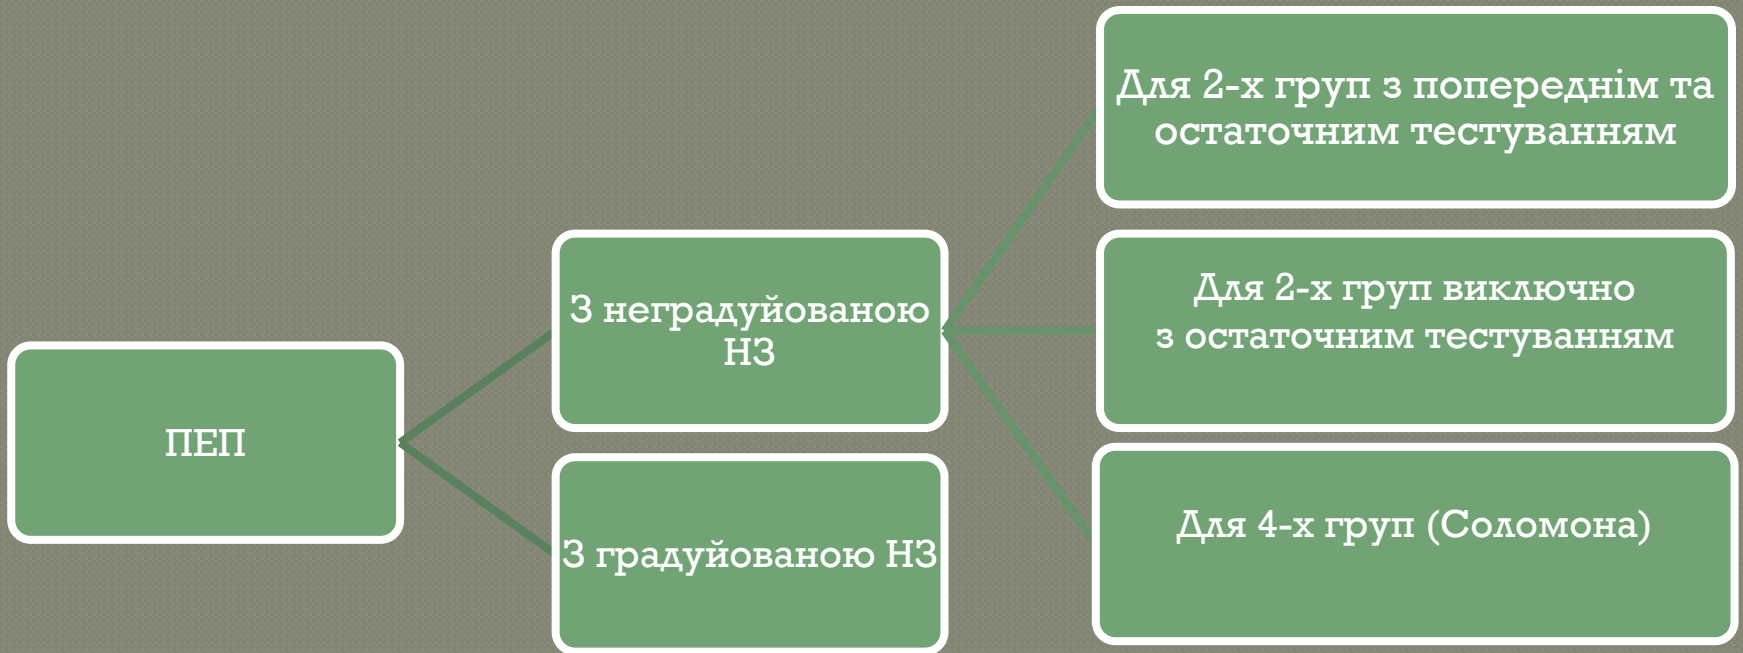 ПЕП
З неградуйованою
НЗ
З градуйованою НЗ
Для 2-х груп з попереднім та
остаточним тестуванням
Для 2-х груп виключно
з остаточним тестуванням
Для 4-х груп (Соломона)